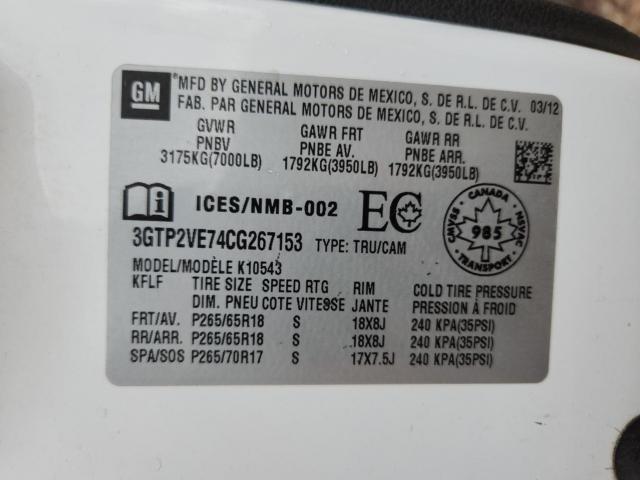 GM
*MFD BY GENERAL MOTORS DE MEXICO, S. DE R.L. DE C.V. 03/12
FAB. PAR GENERAL MOTORS DE MEXICO, S. DE R.L. DE C.V.
GVWR GAWR FRT GAWR RR
PNBV PNBE AV. PNBE ARR.
3175KG(7000LB) 1792KG(3950LB) 1792KG(3950LB)
i ICES/NMB-002 EC
CANADA
CMVSS NSVAC
985
TRANSPORT
3GTP2VE74CG267153 TYPE: TRU/CAM
MODEL/MODÈLE K10543
KFLF TIRE SIZE SPEED RTG RIM COLD TIRE PRESSURE
DIM. PNEU COTE VITESSE JANTE PRESSION À FROID
FRT/AV. P265/65R18 S 18X8J 240 KPA(35PSI)
RR/ARR. P265/65R18 S 18X8J 240 KPA(35PSI)
SPA/SOS P265/70R17 S 17X7.5J 240 KPA(35PSI)